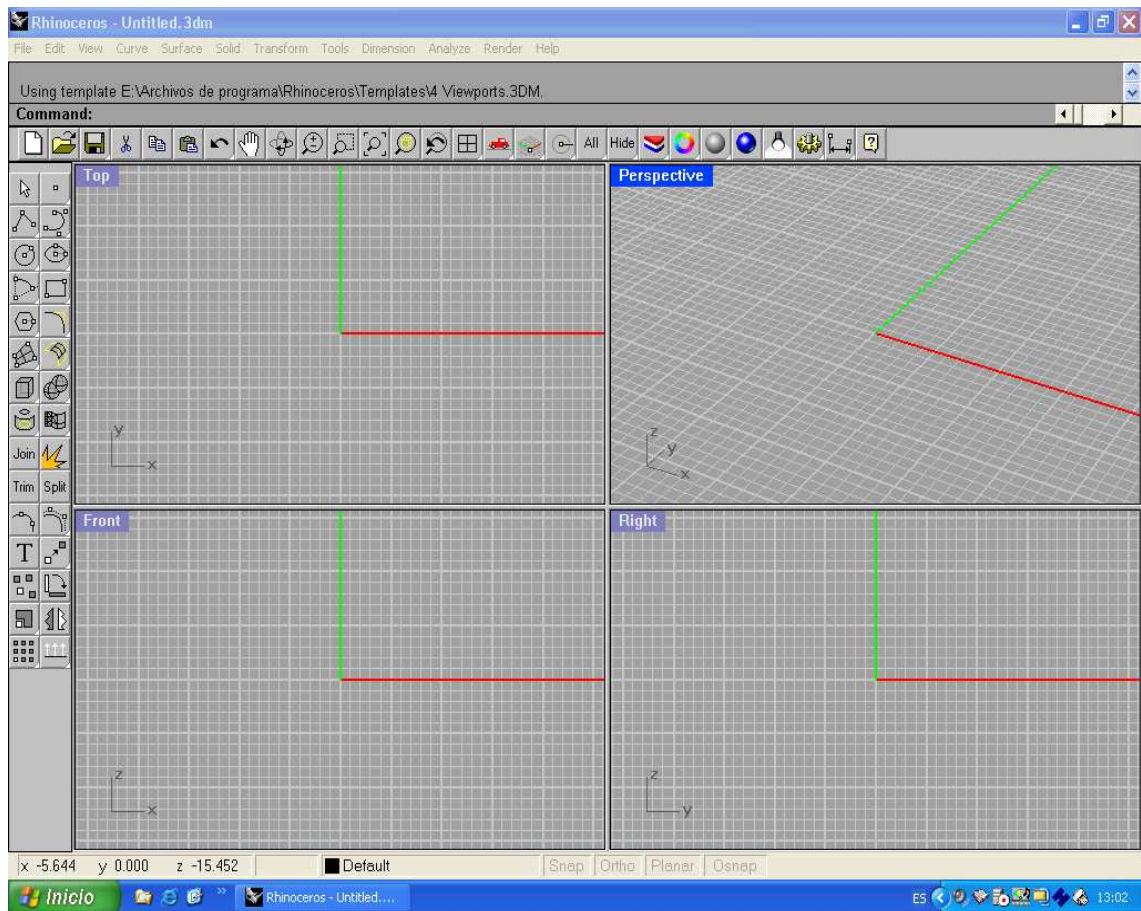 Rhinoceros - Untitled.3dm
File Edit View Curve Surface Solid Transform Tools Dimension Analyze Render Help
Using template E:\Archivos de programa\Rhinoceros\Templates\4 Viewports.3DM.
Command:
All Hide
Top
Perspective
y
x
z
y
x
Join
Trim Split
Front
Right
T
z
x
z
y
x -5.644 y 0.000 z -15.452 Default Snap Ortho Planar Osnap
Inicio » Rhinoceros - Untitled.... ES 13:02